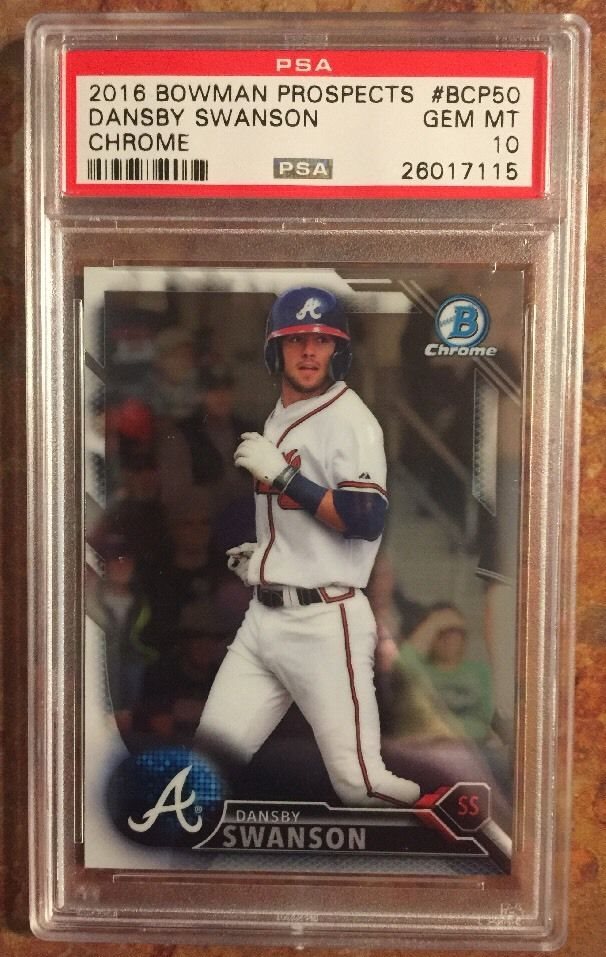 PSA
2016 BOWMAN PROSPECTS #BCP50
DANSBY SWANSON GEM MT
CHROME 10
PSA 26017115
A
B
Chrome
A
DANSBY
SWANSON
SS